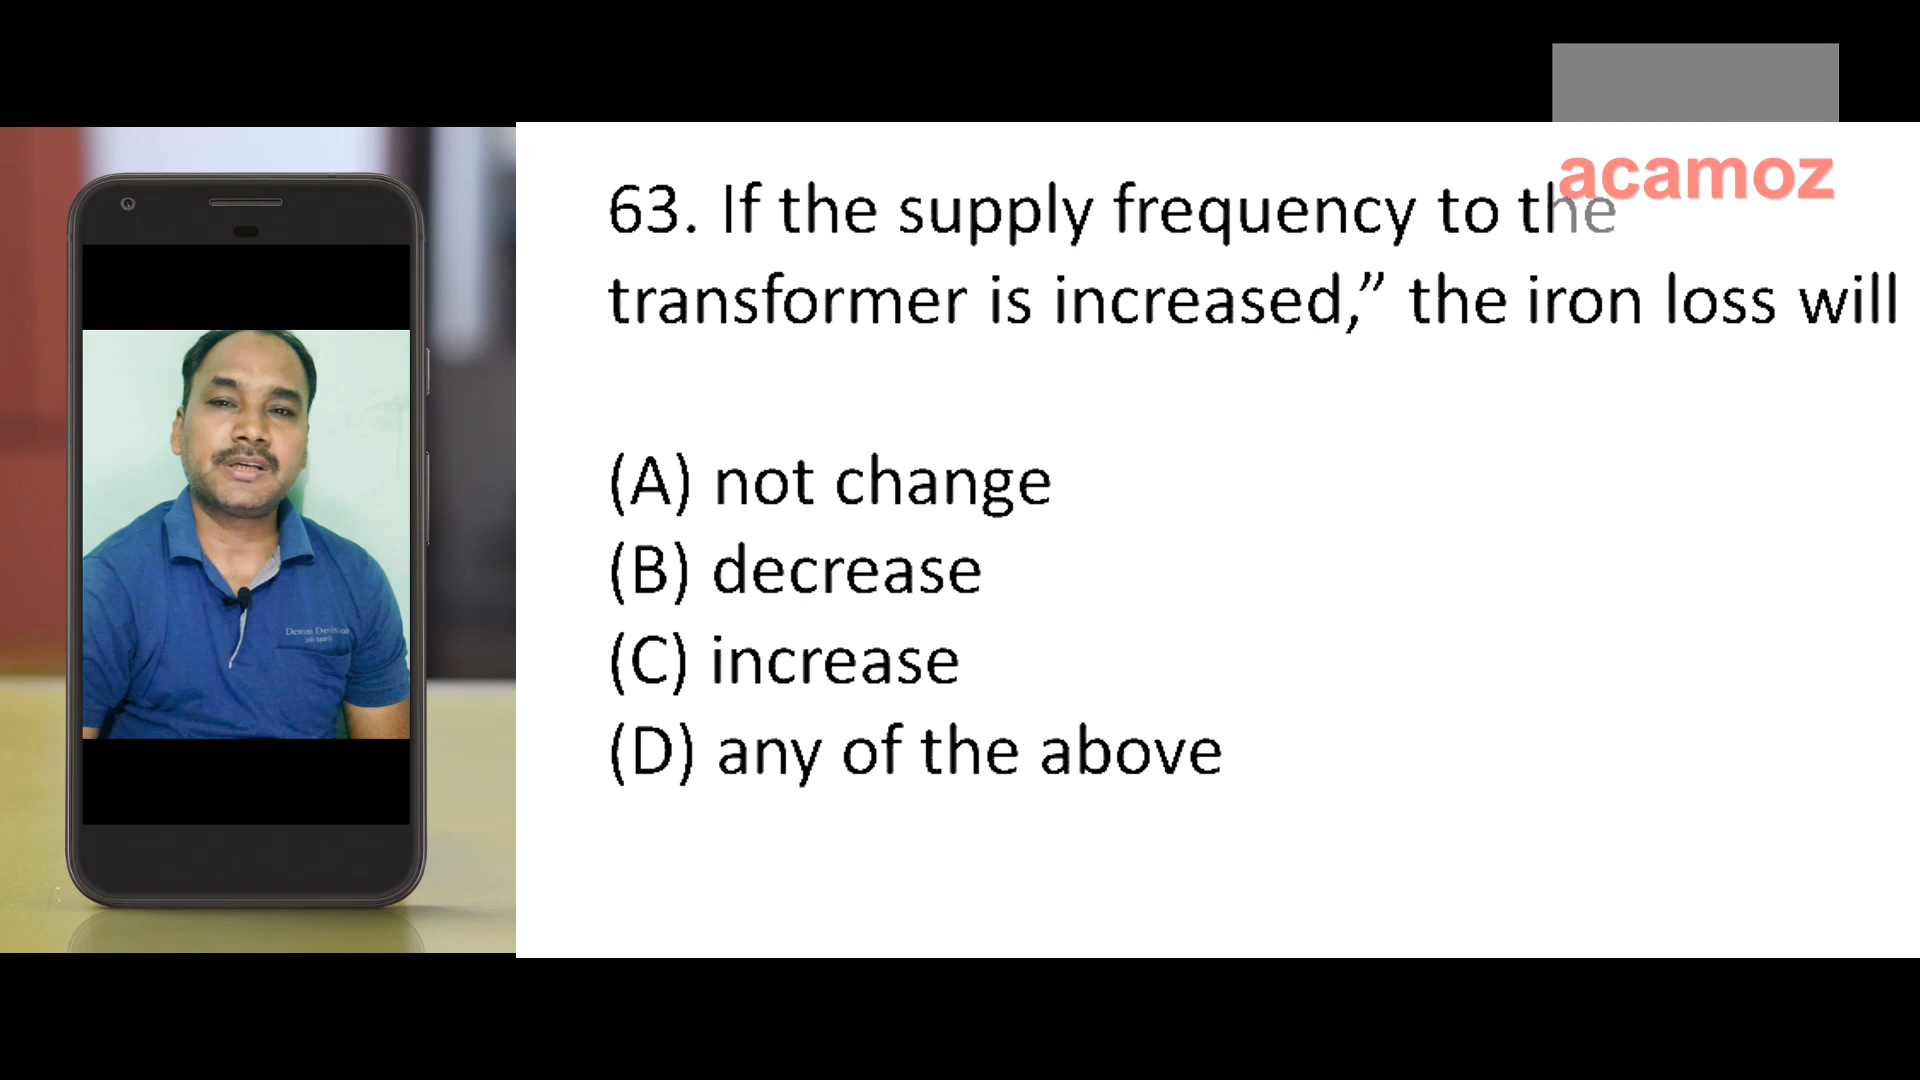 acamoz
63. If the supply frequency to the
transformer is increased,” the iron loss will
(A) not change
(B) decrease
(C) increase
(D) any of the above